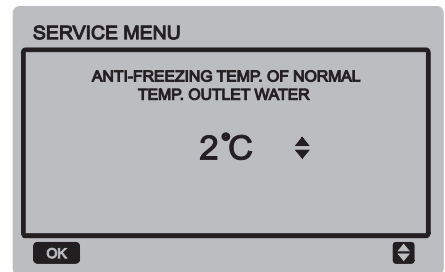 SERVICE MENU
ANTI-FREEZING TEMP. OF NORMAL
TEMP. OUTLET WATER
2°C
OK